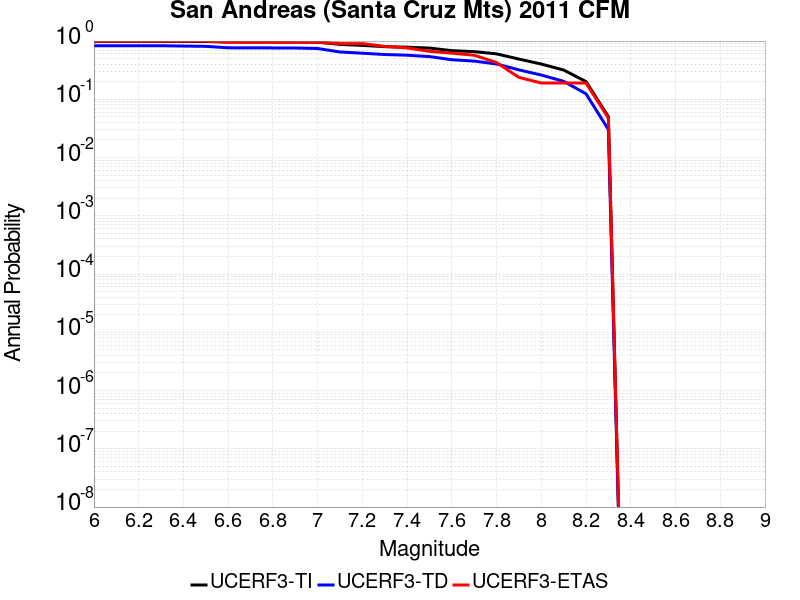 San Andreas (Santa Cruz Mts) 2011 CFM
Annual Probability
10^0
10^-1
10^-2
10^-3
10^-4
10^-5
10^-6
10^-7
10^-8
6 6.2 6.4 6.6 6.8 7 7.2 7.4 7.6 7.8 8 8.2 8.4 8.6 8.8 9
Magnitude
UCERF3-TI UCERF3-TD UCERF3-ETAS